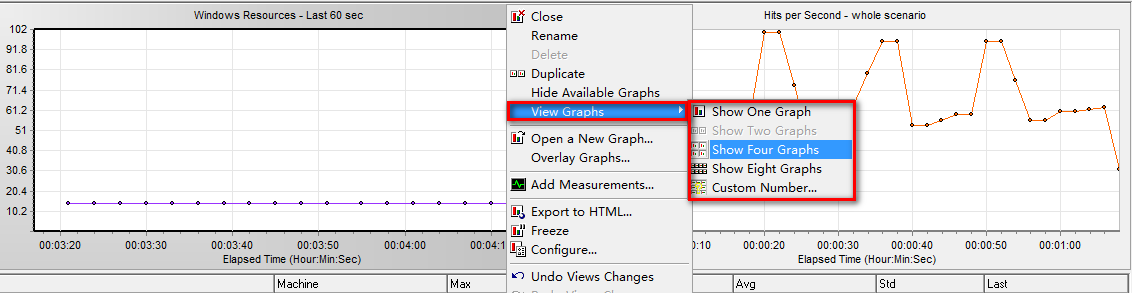 Windows Resources - Last 60 sec
102
91.8
81.6
71.4
61.2
51
40.8
30.6
20.4
10.2
00:03:20 00:03:30 00:03:40 00:03:50 00:04:00 00:04:1
Elapsed Time (Hour:Min:Sec)
Close
Rename
Delete
Duplicate
Hide Available Graphs
View Graphs
Open a New Graph...
Overlay Graphs...
Add Measurements...
Export to HTML...
Freeze
Configure...
Undo Views Changes
Show One Graph
Show Two Graphs
Show Four Graphs
Show Eight Graphs
Custom Number...
Hits per Second - whole scenario
0:10 00:00:20 00:00:30 00:00:40 00:00:50 00:01:00
Elapsed Time (Hour:Min:Sec)
Machine Max Avg Std Last